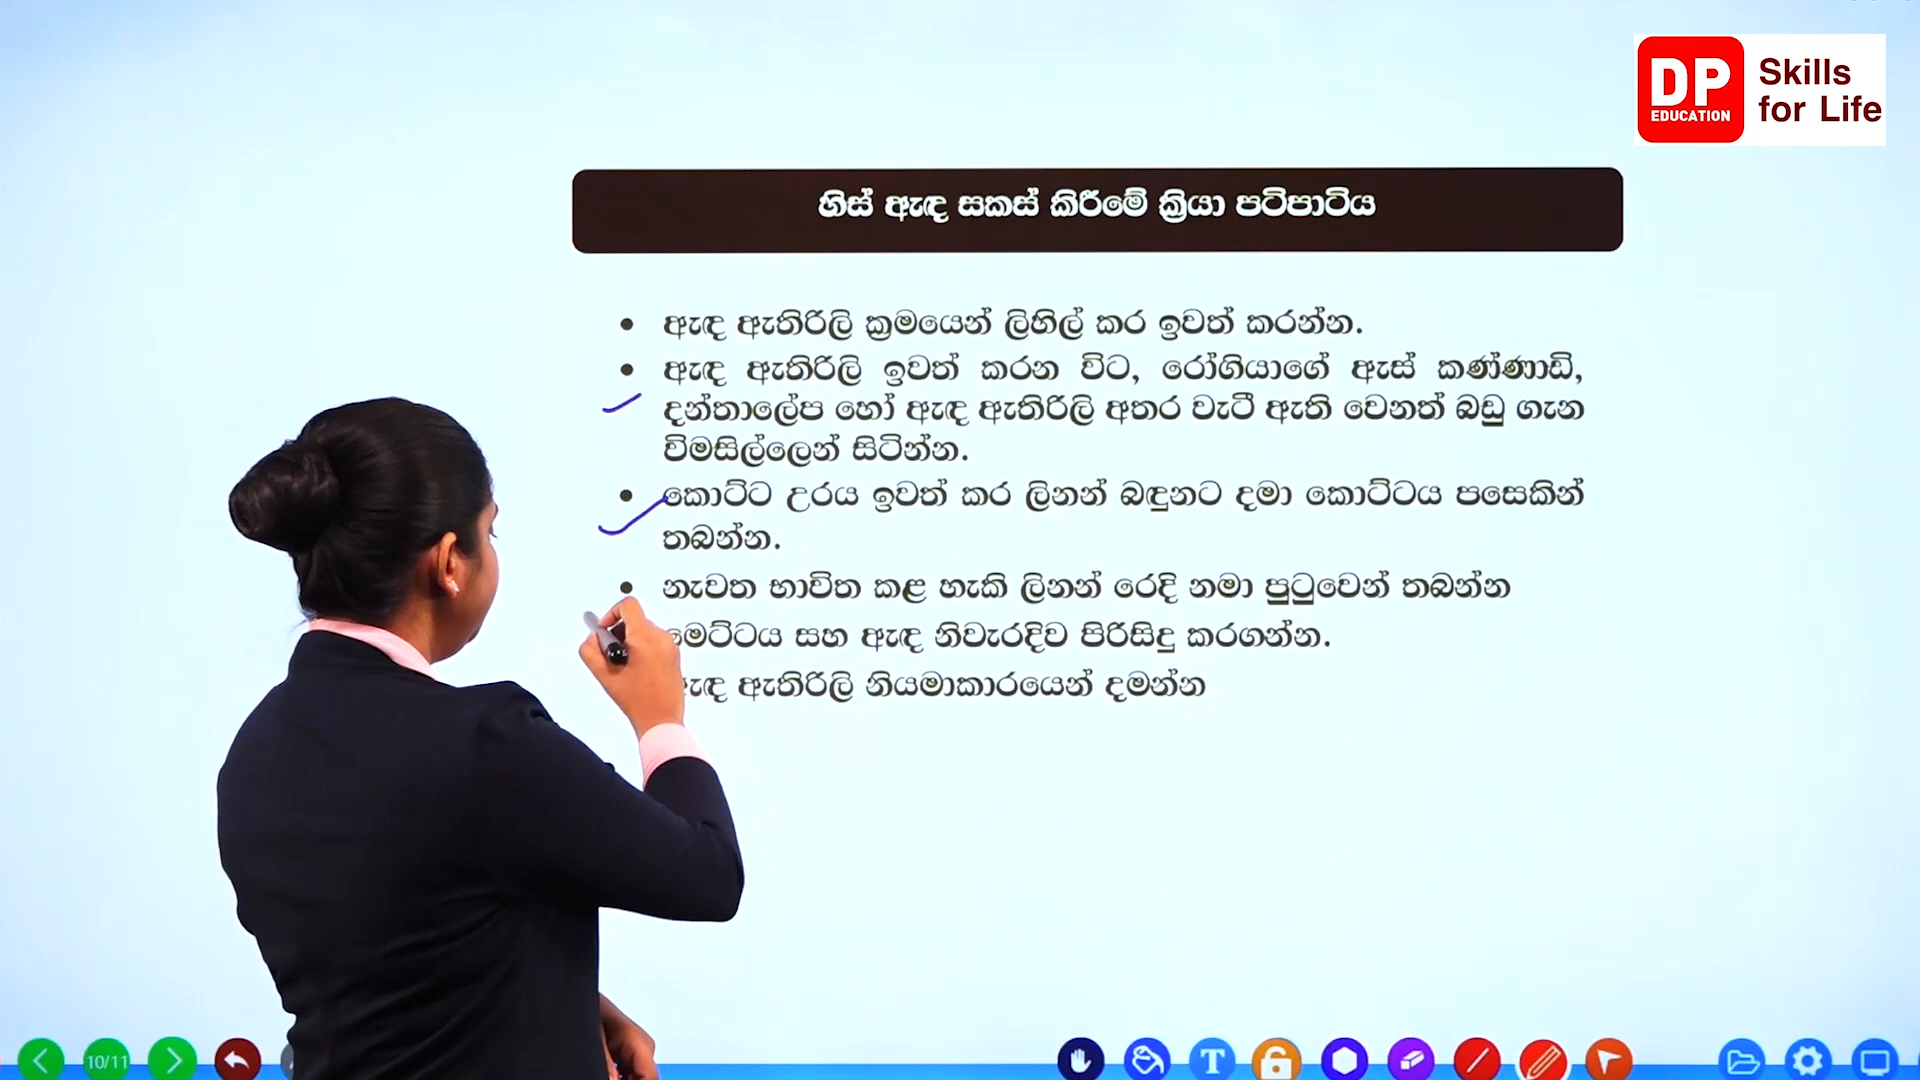 DP
EDUCATION
Skills
for Life
හිස් ඇඳ සකස් කිරීමේ ක්‍රියා පටිපාටිය
• ඇඳ ඇතිරිලි ක්‍රමයෙන් ලිහිල් කර ඉවත් කරන්න.
• ඇඳ ඇතිරිලි ඉවත් කරන විට, රෝගියාගේ ඇස් කණ්ණාඩි,
දන්තාලේප හෝ ඇඳ ඇතිරිලි අතර වැටී ඇති වෙනත් බඩු ගැන
විමසිල්ලෙන් සිටින්න.
• කොට්ට උරය ඉවත් කර ලිනන් බඳුනට දමා කොට්ටය පසෙකින්
තබන්න.
• නැවත භාවිත කළ හැකි ලිනන් රෙදි නමා පුටුවෙන් තබන්න
මෙට්ටය සහ ඇඳ නිවැරදිව පිරිසිදු කරගන්න.
ඇඳ ඇතිරිලි නියමාකාරයෙන් දමන්න
10/11
T